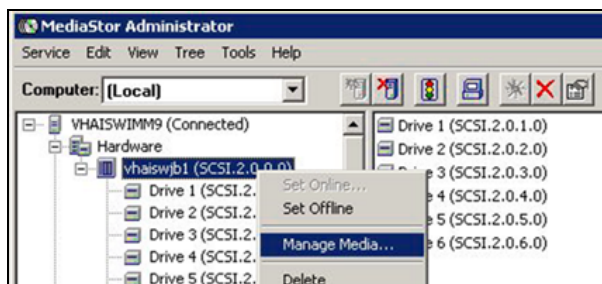 MediaStor Administrator
Service Edit View Tree Tools Help
Computer: (Local)
VHAISWIMM9 (Connected)
Hardware
vhaiswjb1 (SCSI.2.0.0.0)
Drive 1 (SCSI.2.
Drive 2 (SCSI.2.
Drive 3 (SCSI.2.
Drive 4 (SCSI.2.
Drive 5 (SCSI.2.
Set Online...
Set Offline
Manage Media...
Delete
Drive 1 (SCSI.2.0.1.0)
Drive 2 (SCSI.2.0.2.0)
e 3 (SCSI.2.0.3.0)
e 4 (SCSI.2.0.4.0)
e 5 (SCSI.2.0.5.0)
e 6 (SCSI.2.0.6.0)